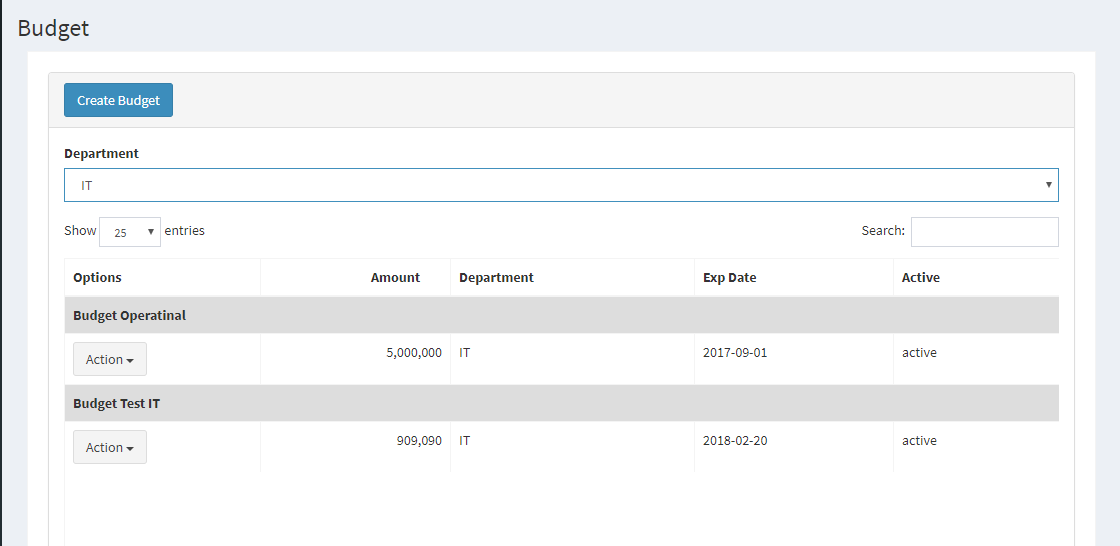 Budget
Create Budget
Department
IT
Show 25 entries Search:
Options Amount Department Exp Date Active
Budget Operatinal
Action 5,000,000 IT 2017-09-01 active
Budget Test IT
Action 909,090 IT 2018-02-20 active